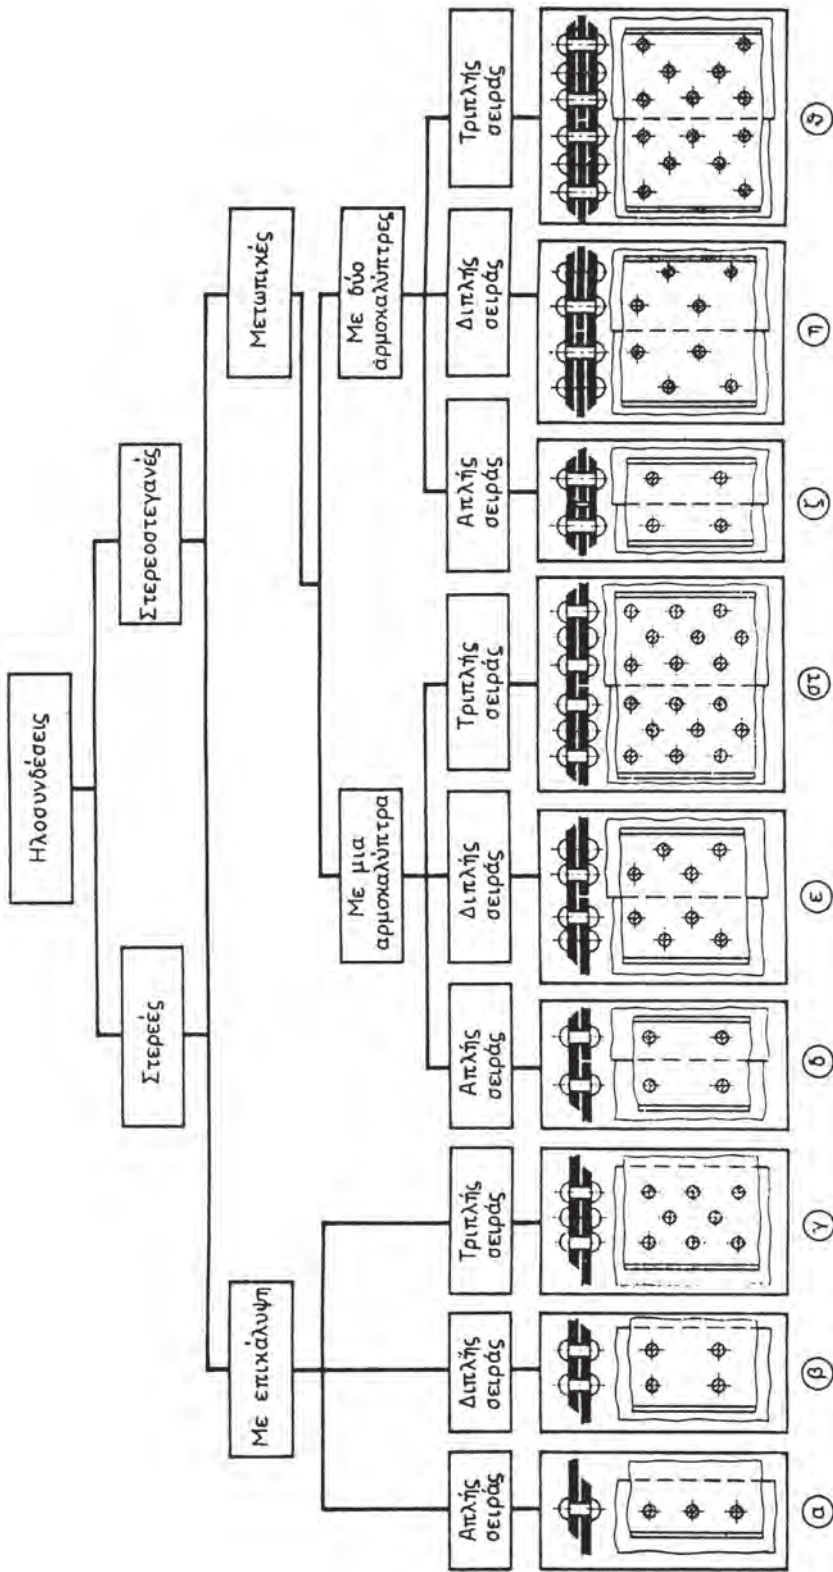 Ηλοσυνδέσεις
Στερεές
Στερεοστεγανές
Με επικάλυψη
Μετωπικές
Με μια
αρμοκαλύπτρα
Με δύο
άρμοκαλύπτρες
Απλής
σειράς
Διπλής
σειράς
Τριπλής
σειράς
Απλής
σειράς
Διπλής
σειράς
Τριπλής
σειράς
Απλής
σειράς
Διπλής
σειράς
Τριπλής
σειράς
α
β
γ
δ
ε
στ
ζ
η
θ